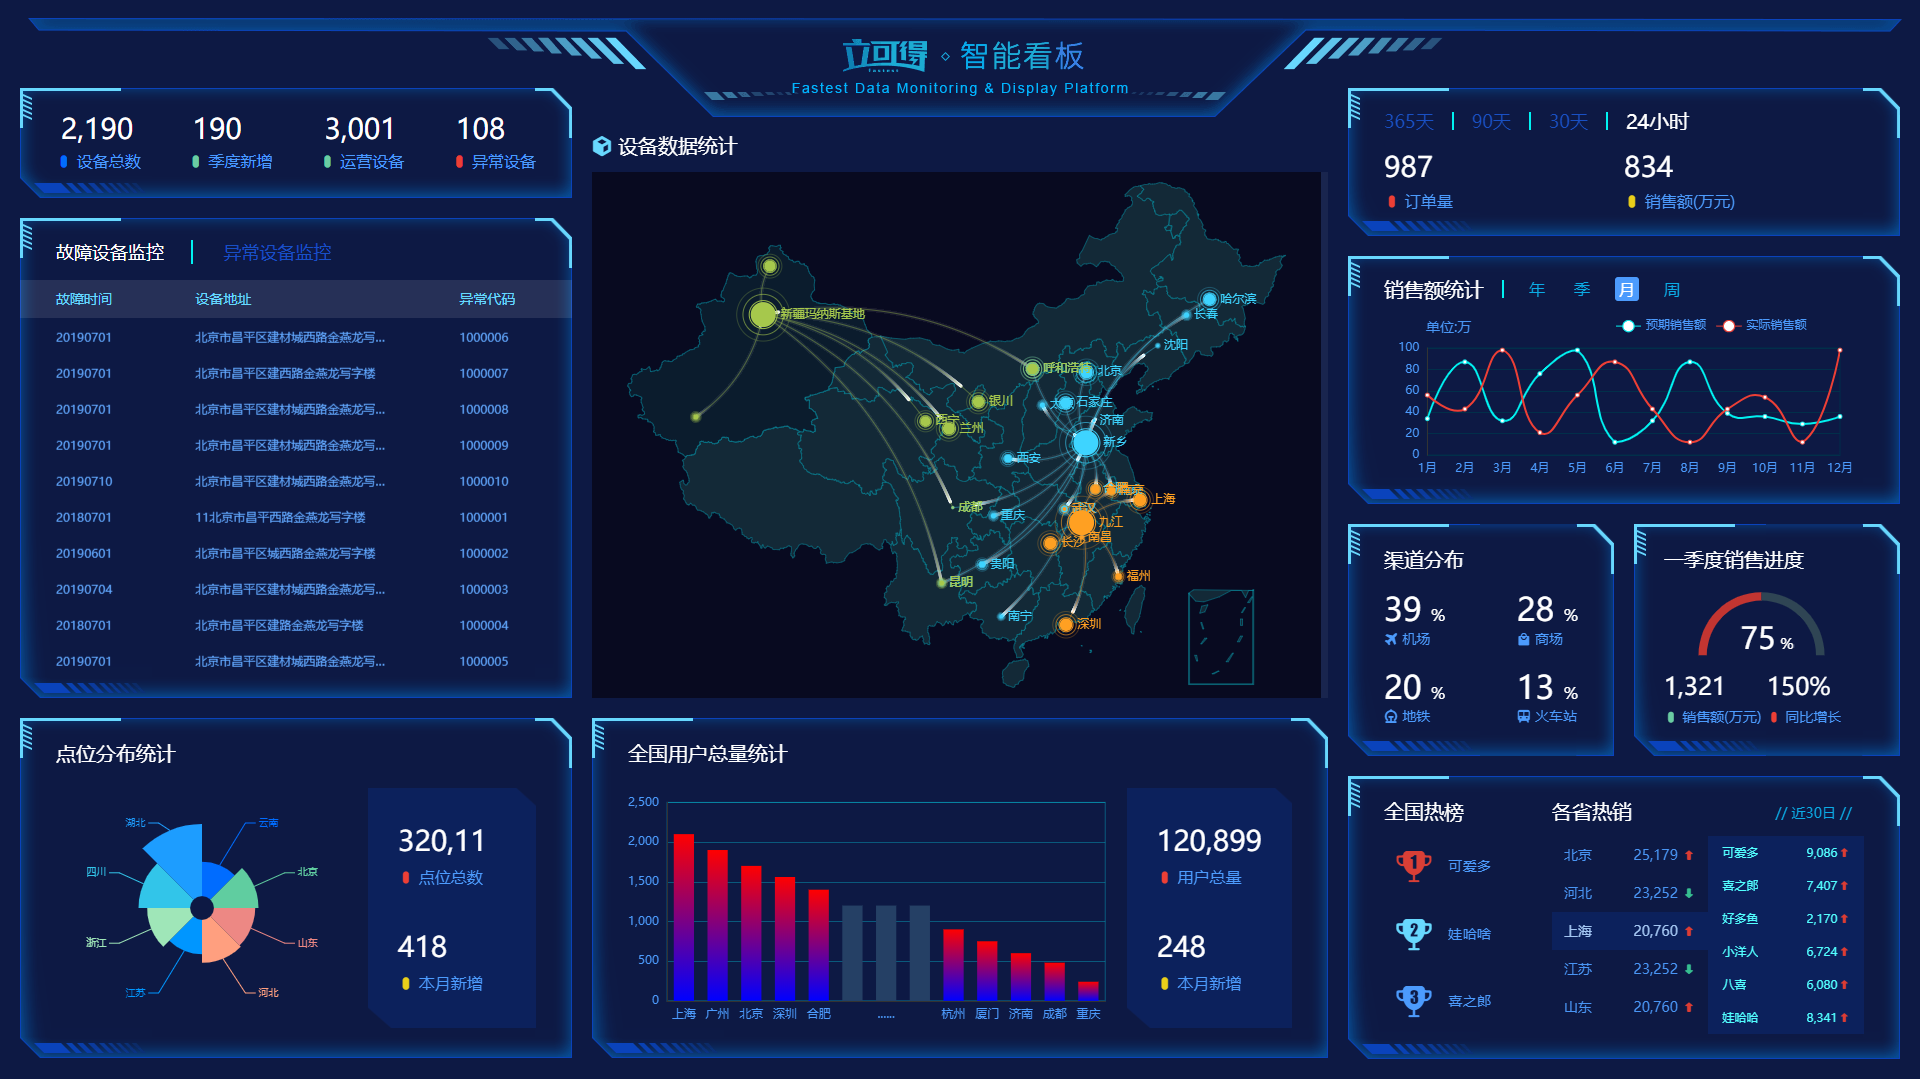 立可得 ◇ 智能看板
Fastest
Fastest Data Monitoring & Display Platform
2,190 190 3,001 108
设备总数 季度新增 运营设备 异常设备
故障设备监控 异常设备监控
故障时间 设备地址 异常代码
20190701 北京市昌平区建材城西路金燕龙写... 1000006
20190701 北京市昌平区建西路金燕龙写字楼 1000007
20190701 北京市昌平区建材城西路金燕龙写... 1000008
20190701 北京市昌平区建材城西路金燕龙写... 1000009
20190710 北京市昌平区建材城西路金燕龙写... 1000010
20180701 11北京市昌平西路金燕龙写字楼 1000001
20190601 北京市昌平区城西路金燕龙写字楼 1000002
20190704 北京市昌平区建材城西路金燕龙写... 1000003
20180701 北京市昌平区建路金燕龙写字楼 1000004
20190701 北京市昌平区建材城西路金燕龙写... 1000005
点位分布统计
湖北
云南
四川
北京
浙江
山东
江苏
河北
320,11
点位总数
418
本月新增
设备数据统计
哈尔滨
长春
新疆玛纳斯基地
沈阳
呼和浩特
北京
银川
石家庄
西宁
济南
兰州
新乡
西安
上海
成都
武汉
重庆
九江
南昌
长沙
贵阳
福州
昆明
南宁
深圳
全国用户总量统计
2,500
2,000
1,500
1,000
500
0
上海 广州 北京 深圳 合肥 ...... 杭州 厦门 济南 成都 重庆
120,899
用户总量
248
本月新增
365天 90天 30天 24小时
987 834
订单量 销售额(万元)
销售额统计 年 季 月 周
单位:万 预期销售额 实际销售额
100
80
60
40
20
0
1月 2月 3月 4月 5月 6月 7月 8月 9月 10月 11月 12月
渠道分布
39 % 28 %
机场 商场
20 % 13 %
地铁 火车站
一季度销售进度
75 %
1,321 150%
销售额(万元) 同比增长
全国热榜
1 可爱多
2 娃哈啥
3 喜之郎
各省热销 // 近30日 //
北京 25,179
河北 23,252
上海 20,760
江苏 23,252
山东 20,760
可爱多 9,086
喜之郎 7,407
好多鱼 2,170
小洋人 6,724
八喜 6,080
娃哈哈 8,341